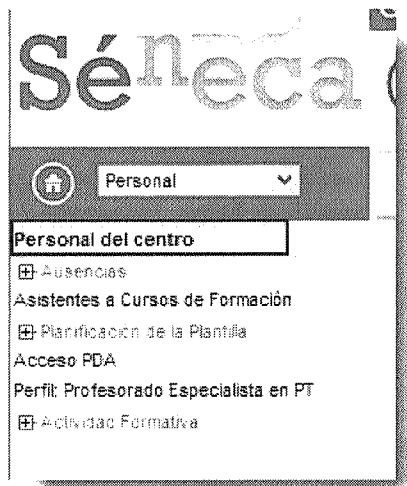 Séneca
Personal
Personal del centro
Ausencias
Asistentes a Cursos de Formación
Planificación de la Plantilla
Acceso PDA
Perfil: Profesorado Especialista en PT
Actividad Formativa